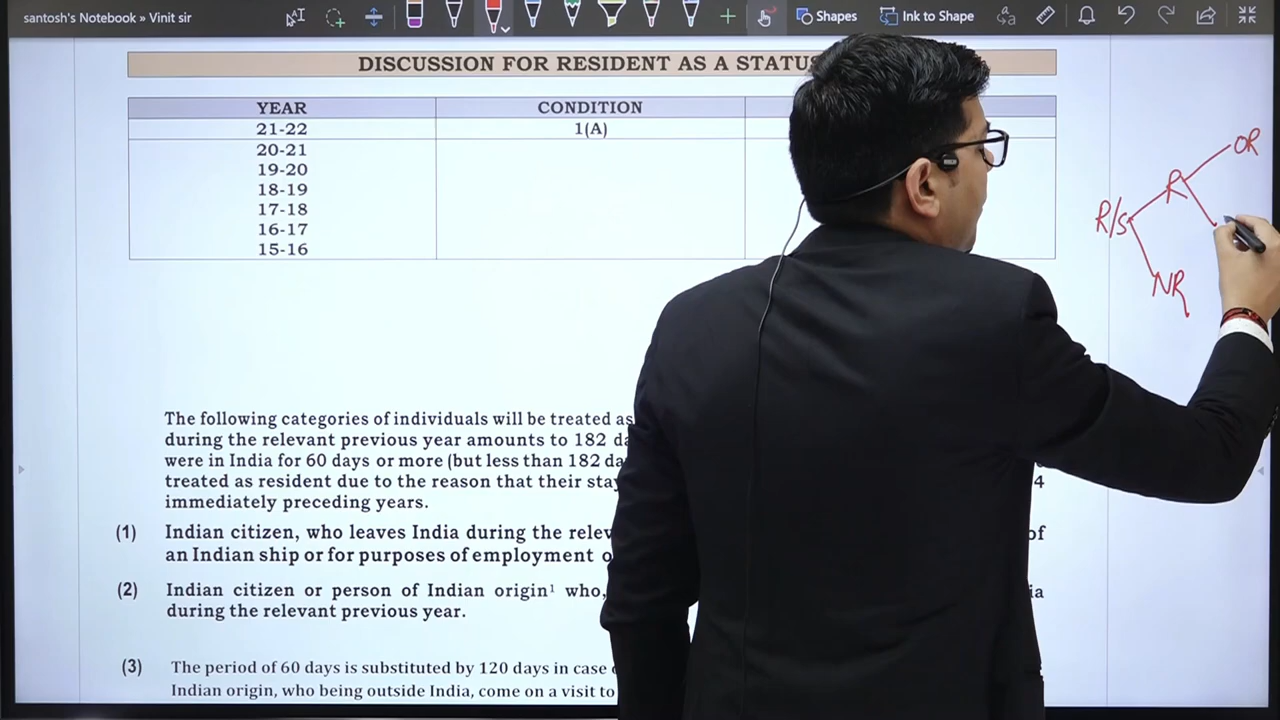 santosh's Notebook » Vinit sir
Shapes
Ink to Shape
DISCUSSION FOR RESIDENT AS A STATUS
YEAR CONDITION
21-22 1(A)
20-21
19-20
18-19
17-18
16-17
15-16
OR
R
R/S
NR
The following categories of individuals will be treated as
during the relevant previous year amounts to 182
were in India for 60 days or more (but less than 182
treated as resident due to the reason that their stay 4
immediately preceding years.
(1) Indian citizen, who leaves India during the of
an Indian ship or for purposes of employment
(2) Indian citizen or person of Indian origin¹ who,
during the relevant previous year.
(3) The period of 60 days is substituted by 120 days in case
Indian origin, who being outside India, come on a visit to